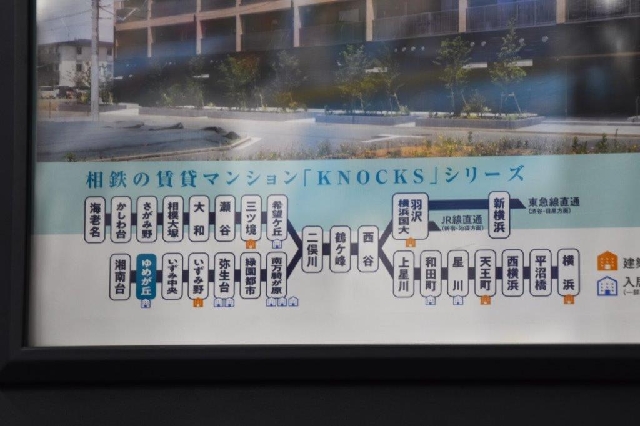 相鉄の賃貸マンション「KNOCKS」シリーズ
海老名
かしわ台
さがみ野
相模大塚
大和
瀬谷
三ツ境
希望ケ丘
二俣川
鶴ケ峰
西谷
羽沢横浜国大
新横浜
東急線直通
JR線直通
湘南台
ゆめが丘
いずみ中央
いずみ野
弥生台
緑園都市
南万騎が原
上星川
和田町
星川
天王町
西横浜
平沼橋
横浜
建
入居